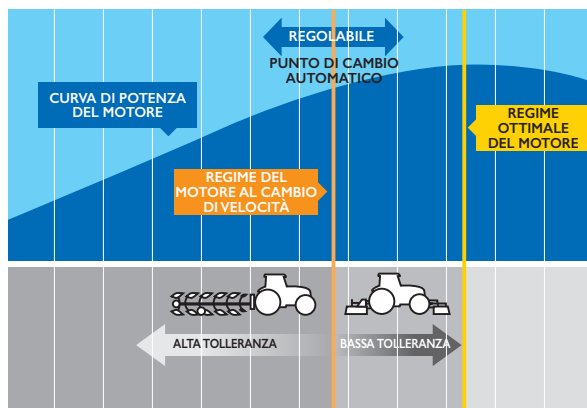 REGOLABILE
PUNTO DI CAMBIO
AUTOMATICO
CURVA DI POTENZA
DEL MOTORE
REGIME
OTTIMALE
DEL MOTORE
REGIME DEL
MOTORE AL CAMBIO
DI VELOCITÀ
ALTA TOLLERANZA
BASSA TOLLERANZA